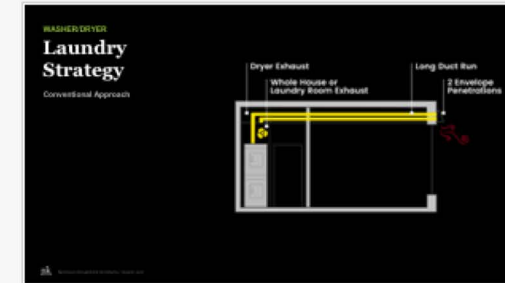 WASHER/DRYER
Laundry
Strategy
Conventional Approach
Dryer Exhaust
Whole House or
Laundry Room Exhaust
Long Duct Run
2 Envelope
Penetrations